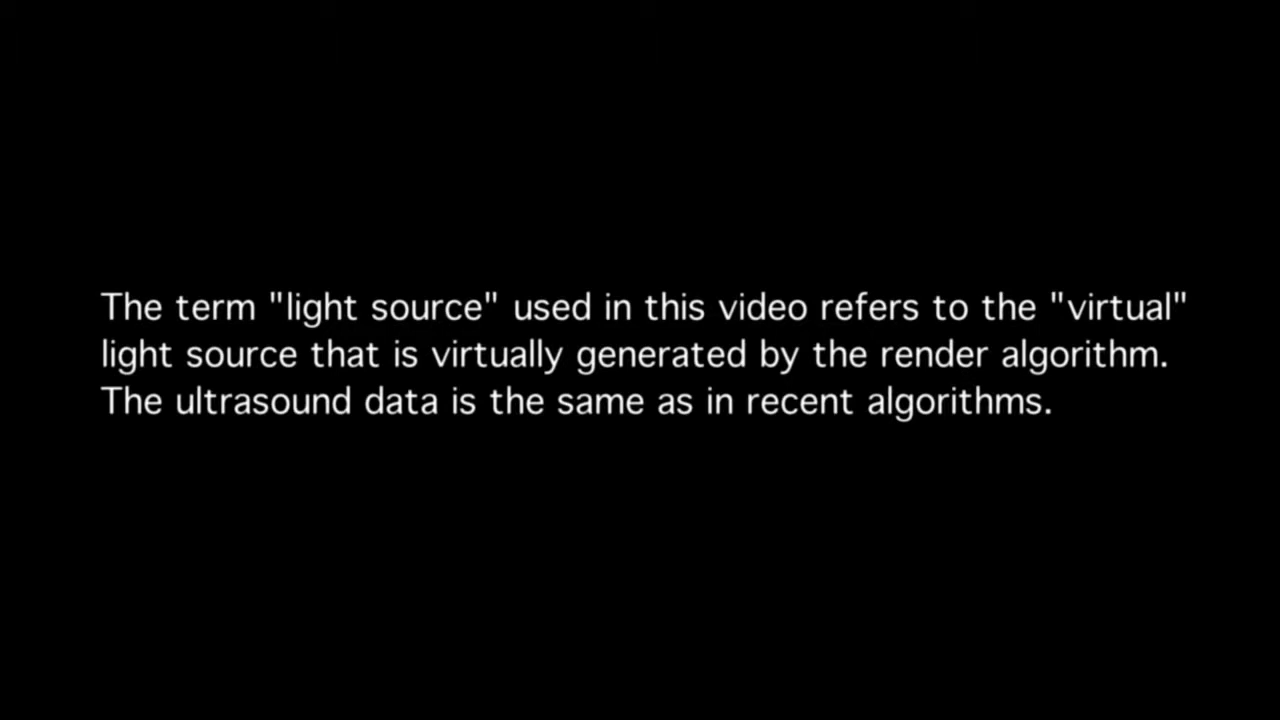 The term "light source" used in this video refers to the "virtual"
light source that is virtually generated by the render algorithm.
The ultrasound data is the same as in recent algorithms.